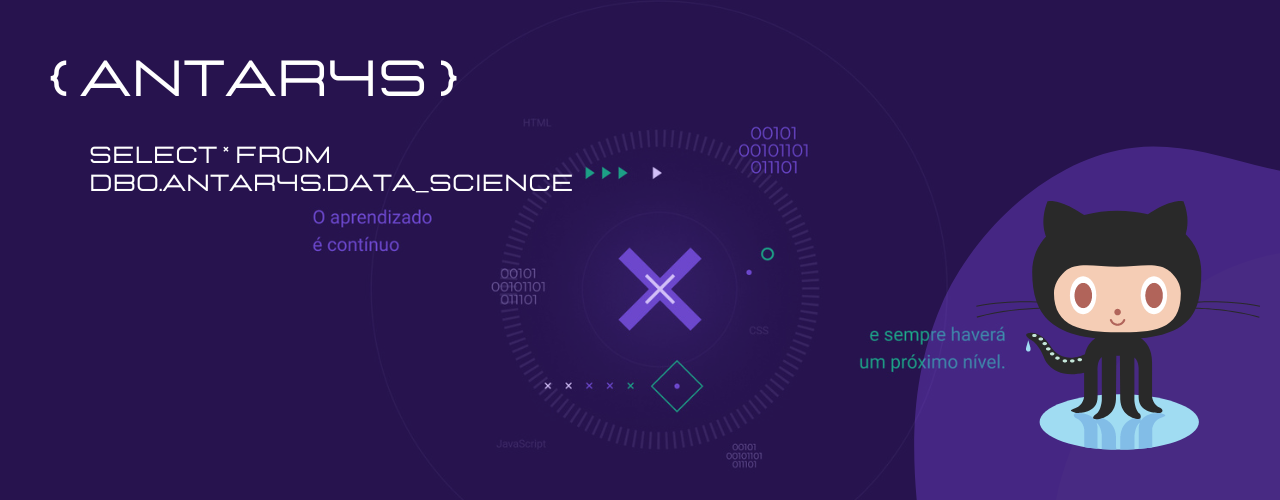 { ANTAR4S }
SELECT * FROM
DBO.ANTAR4S.DATA_SCIENCE
O aprendizado
é contínuo
HTML
00101
00101101
011101
00101
00101101
011101
CSS
e sempre haverá
um próximo nível.
JavaScript
00101
00101101
01101